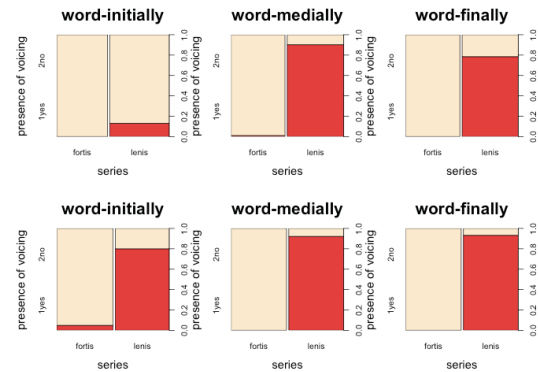 word-initially word-medially word-finally
presence of voicing
1yes 2no
0.0 0.2 0.4 0.6 0.8 1.0
fortis lenis
series
presence of voicing
1yes 2no
0.0 0.2 0.4 0.6 0.8 1.0
fortis lenis
series
presence of voicing
1yes 2no
0.0 0.2 0.4 0.6 0.8 1.0
fortis lenis
series
word-initially word-medially word-finally
presence of voicing
1yes 2no
0.0 0.2 0.4 0.6 0.8 1.0
fortis lenis
series
presence of voicing
1yes 2no
0.0 0.2 0.4 0.6 0.8 1.0
fortis lenis
series
presence of voicing
1yes 2no
0.0 0.2 0.4 0.6 0.8 1.0
fortis lenis
series